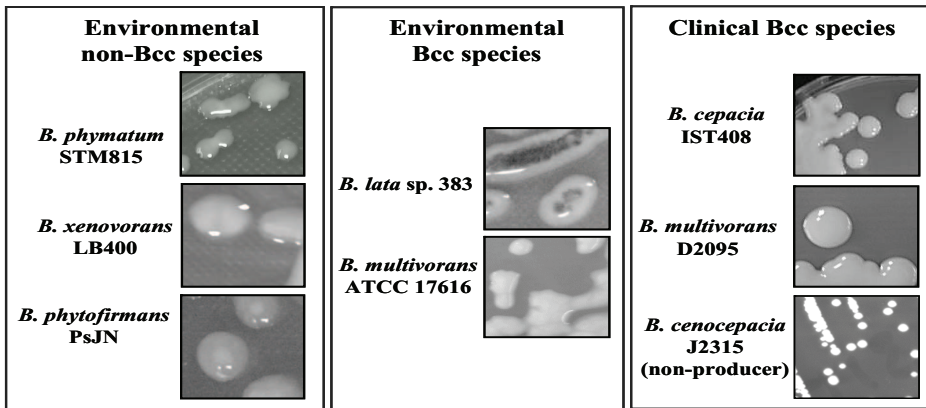 Environmental
non-Bcc species
B. phymatum
STM815
B. xenovorans
LB400
B. phytofirmans
PsJN
Environmental
Bcc species
B. lata sp. 383
B. multivorans
ATCC 17616
Clinical Bcc species
B. cepacia
IST408
B. multivorans
D2095
B. cenocepacia
J2315
(non-producer)